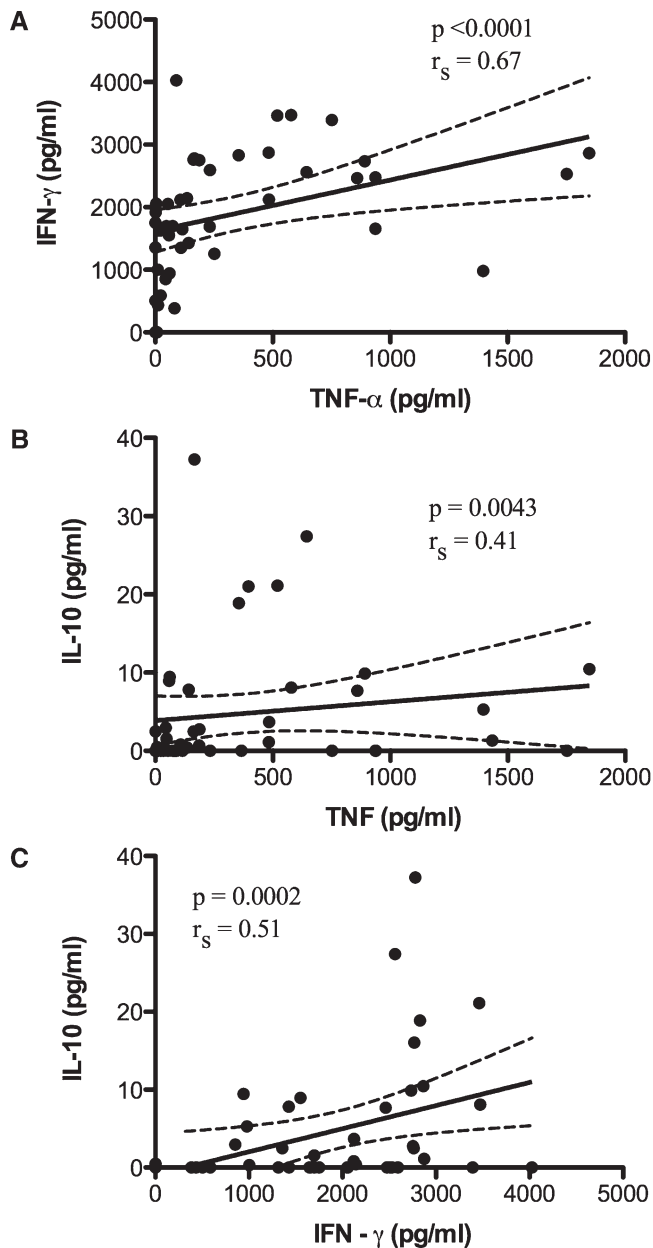 A
5000
4000
3000
2000
1000
0
IFN-γ (pg/ml)
p <0.0001
rs = 0.67
0 500 1000 1500 2000
TNF-α (pg/ml)
B
40
30
20
10
0
IL-10 (pg/ml)
p = 0.0043
rs = 0.41
0 500 1000 1500 2000
TNF (pg/ml)
C
40
30
20
10
0
IL-10 (pg/ml)
p = 0.0002
rs = 0.51
0 1000 2000 3000 4000 5000
IFN - γ (pg/ml)